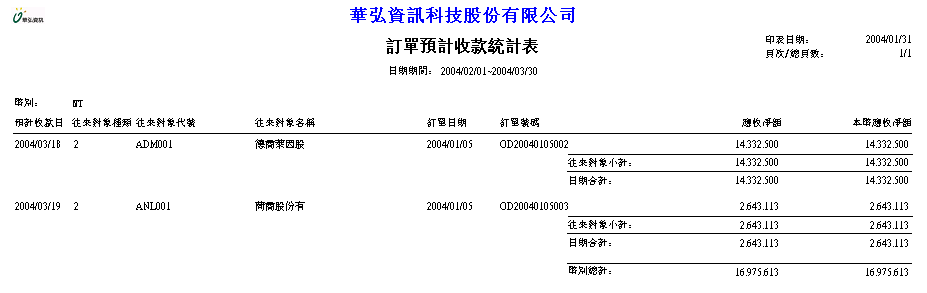 華弘資訊
華弘資訊科技股份有限公司
訂單預計收款統計表
印表日期: 2004/01/31
頁次/總頁數: 1/1
日期期間: 2004/02/01~2004/03/30
幣別: NT
預計收款日 往來對象種類 往來對象代號 往來對象名稱 訂單日期 訂單號碼 應收淨額 本幣應收淨額
2004/03/18 2 ADM001 德商萊因股 2004/01/05 OD20040105002 14,332.500 14,332.500
往來對象小計: 14,332.500 14,332.500
日期合計: 14,332.500 14,332.500
2004/03/19 2 ANL001 荷商股份有 2004/01/05 OD20040105003 2,643.113 2,643.113
往來對象小計: 2,643.113 2,643.113
日期合計: 2,643.113 2,643.113
幣別總計: 16,975.613 16,975.613